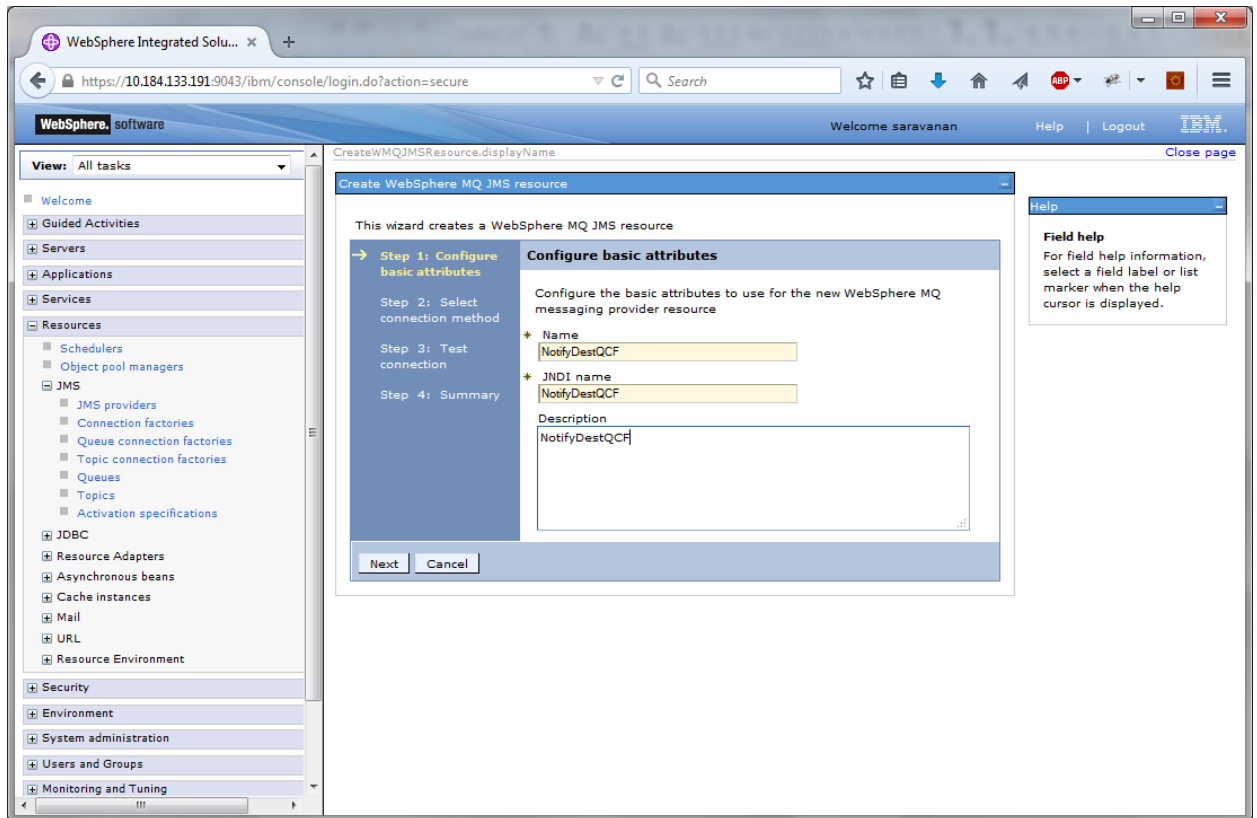 WebSphere Integrated Solu... × +
https://10.184.133.191:9043/ibm/console/login.do?action=secure
Search
ABP
WebSphere. software
Welcome saravanan
Help | Logout
IBM.
View: All tasks
Welcome
Guided Activities
Servers
Applications
Services
Resources
Schedulers
Object pool managers
JMS
JMS providers
Connection factories
Queue connection factories
Topic connection factories
Queues
Topics
Activation specifications
JDBC
Resource Adapters
Asynchronous beans
Cache instances
Mail
URL
Resource Environment
Security
Environment
System administration
Users and Groups
Monitoring and Tuning
CreateWMQJMSResource.displayName
Close page
Create WebSphere MQ JMS resource
This wizard creates a WebSphere MQ JMS resource
Step 1: Configure
basic attributes
Step 2: Select
connection method
Step 3: Test
connection
Step 4: Summary
Configure basic attributes
Configure the basic attributes to use for the new WebSphere MQ
messaging provider resource
* Name
NotifyDestQCF
* JNDI name
NotifyDestQCF
Description
NotifyDestQCF
Next
Cancel
Help
Field help
For field help information,
select a field label or list
marker when the help
cursor is displayed.